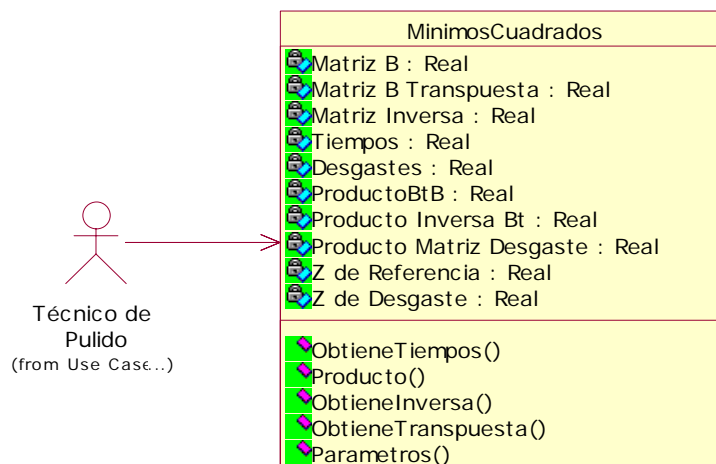 MinimosCuadrados
Matriz B : Real
Matriz B Transpuesta : Real
Matriz Inversa : Real
Tiempos : Real
Desgastes : Real
ProductoBtB : Real
Producto Inversa Bt : Real
Producto Matriz Desgaste : Real
Z de Referencia : Real
Z de Desgaste : Real
Técnico de
Pulido
(from Use Case...)
ObtieneTiempos()
Producto()
ObtieneInversa()
ObtieneTranspuesta()
Parametros()